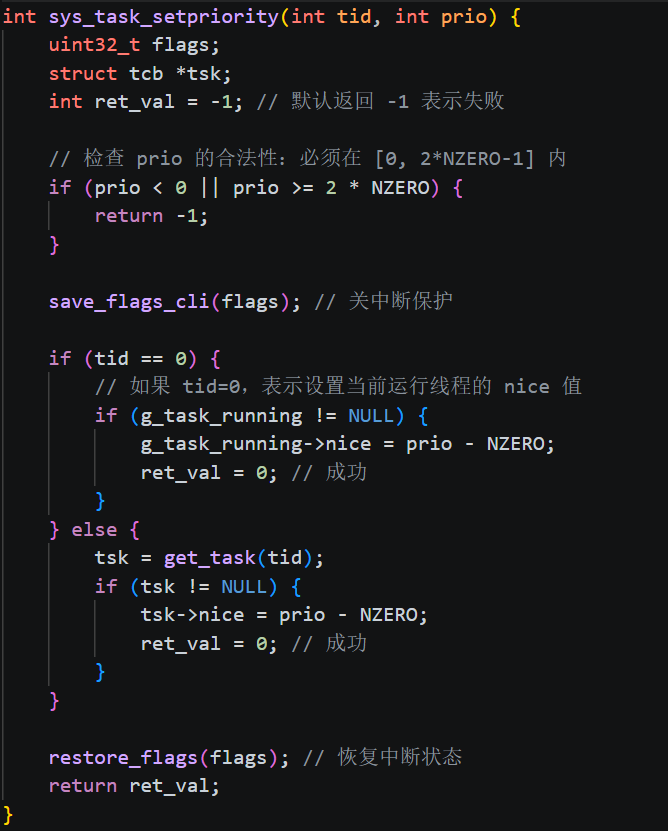 int sys_task_setpriority(int tid, int prio) {
uint32_t flags;
struct tcb *tsk;
int ret_val = -1; // 默认返回 -1 表示失败
// 检查 prio 的合法性：必须在 [0, 2*NZERO-1] 内
if (prio < 0 || prio >= 2 * NZERO) {
return -1;
}
save_flags_cli(flags); // 关中断保护
if (tid == 0) {
// 如果 tid=0，表示设置当前运行线程的 nice 值
if (g_task_running != NULL) {
g_task_running->nice = prio - NZERO;
ret_val = 0; // 成功
}
} else {
tsk = get_task(tid);
if (tsk != NULL) {
tsk->nice = prio - NZERO;
ret_val = 0; // 成功
}
}
restore_flags(flags); // 恢复中断状态
return ret_val;
}